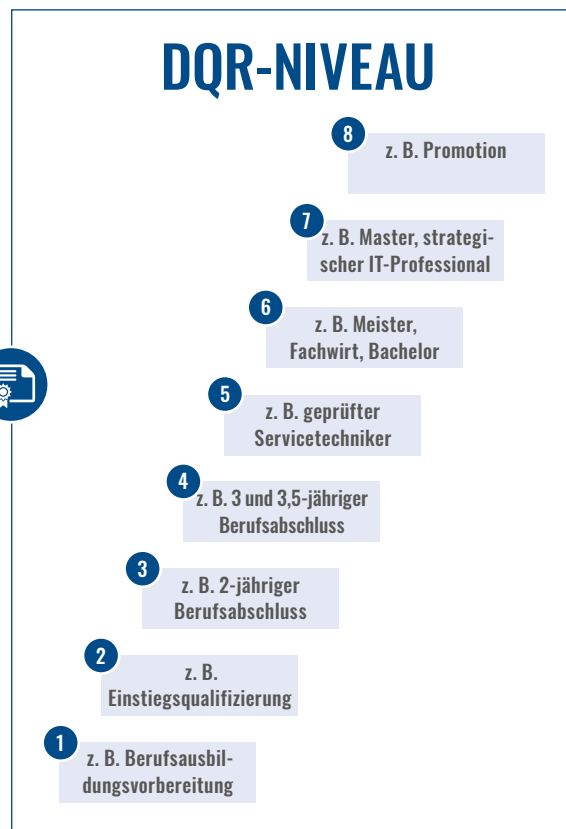 DQR-NIVEAU
8
z. B. Promotion
7
z. B. Master, strategi-
scher IT-Professional
6
z. B. Meister,
Fachwirt, Bachelor
5
z. B. geprüfter
Servicetechniker
4
z. B. 3 und 3,5-jähriger
Berufsabschluss
3
z. B. 2-jähriger
Berufsabschluss
2
z. B.
Einstiegsqualifizierung
1
z. B. Berufsausbil-
dungsvorbereitung